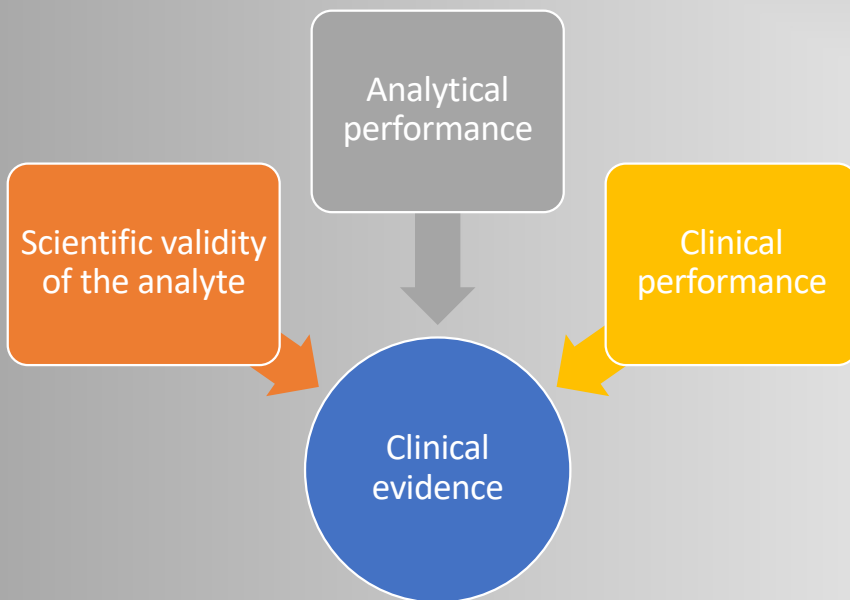 Analytical
performance
Scientific validity
of the analyte
Clinical
performance
Clinical
evidence